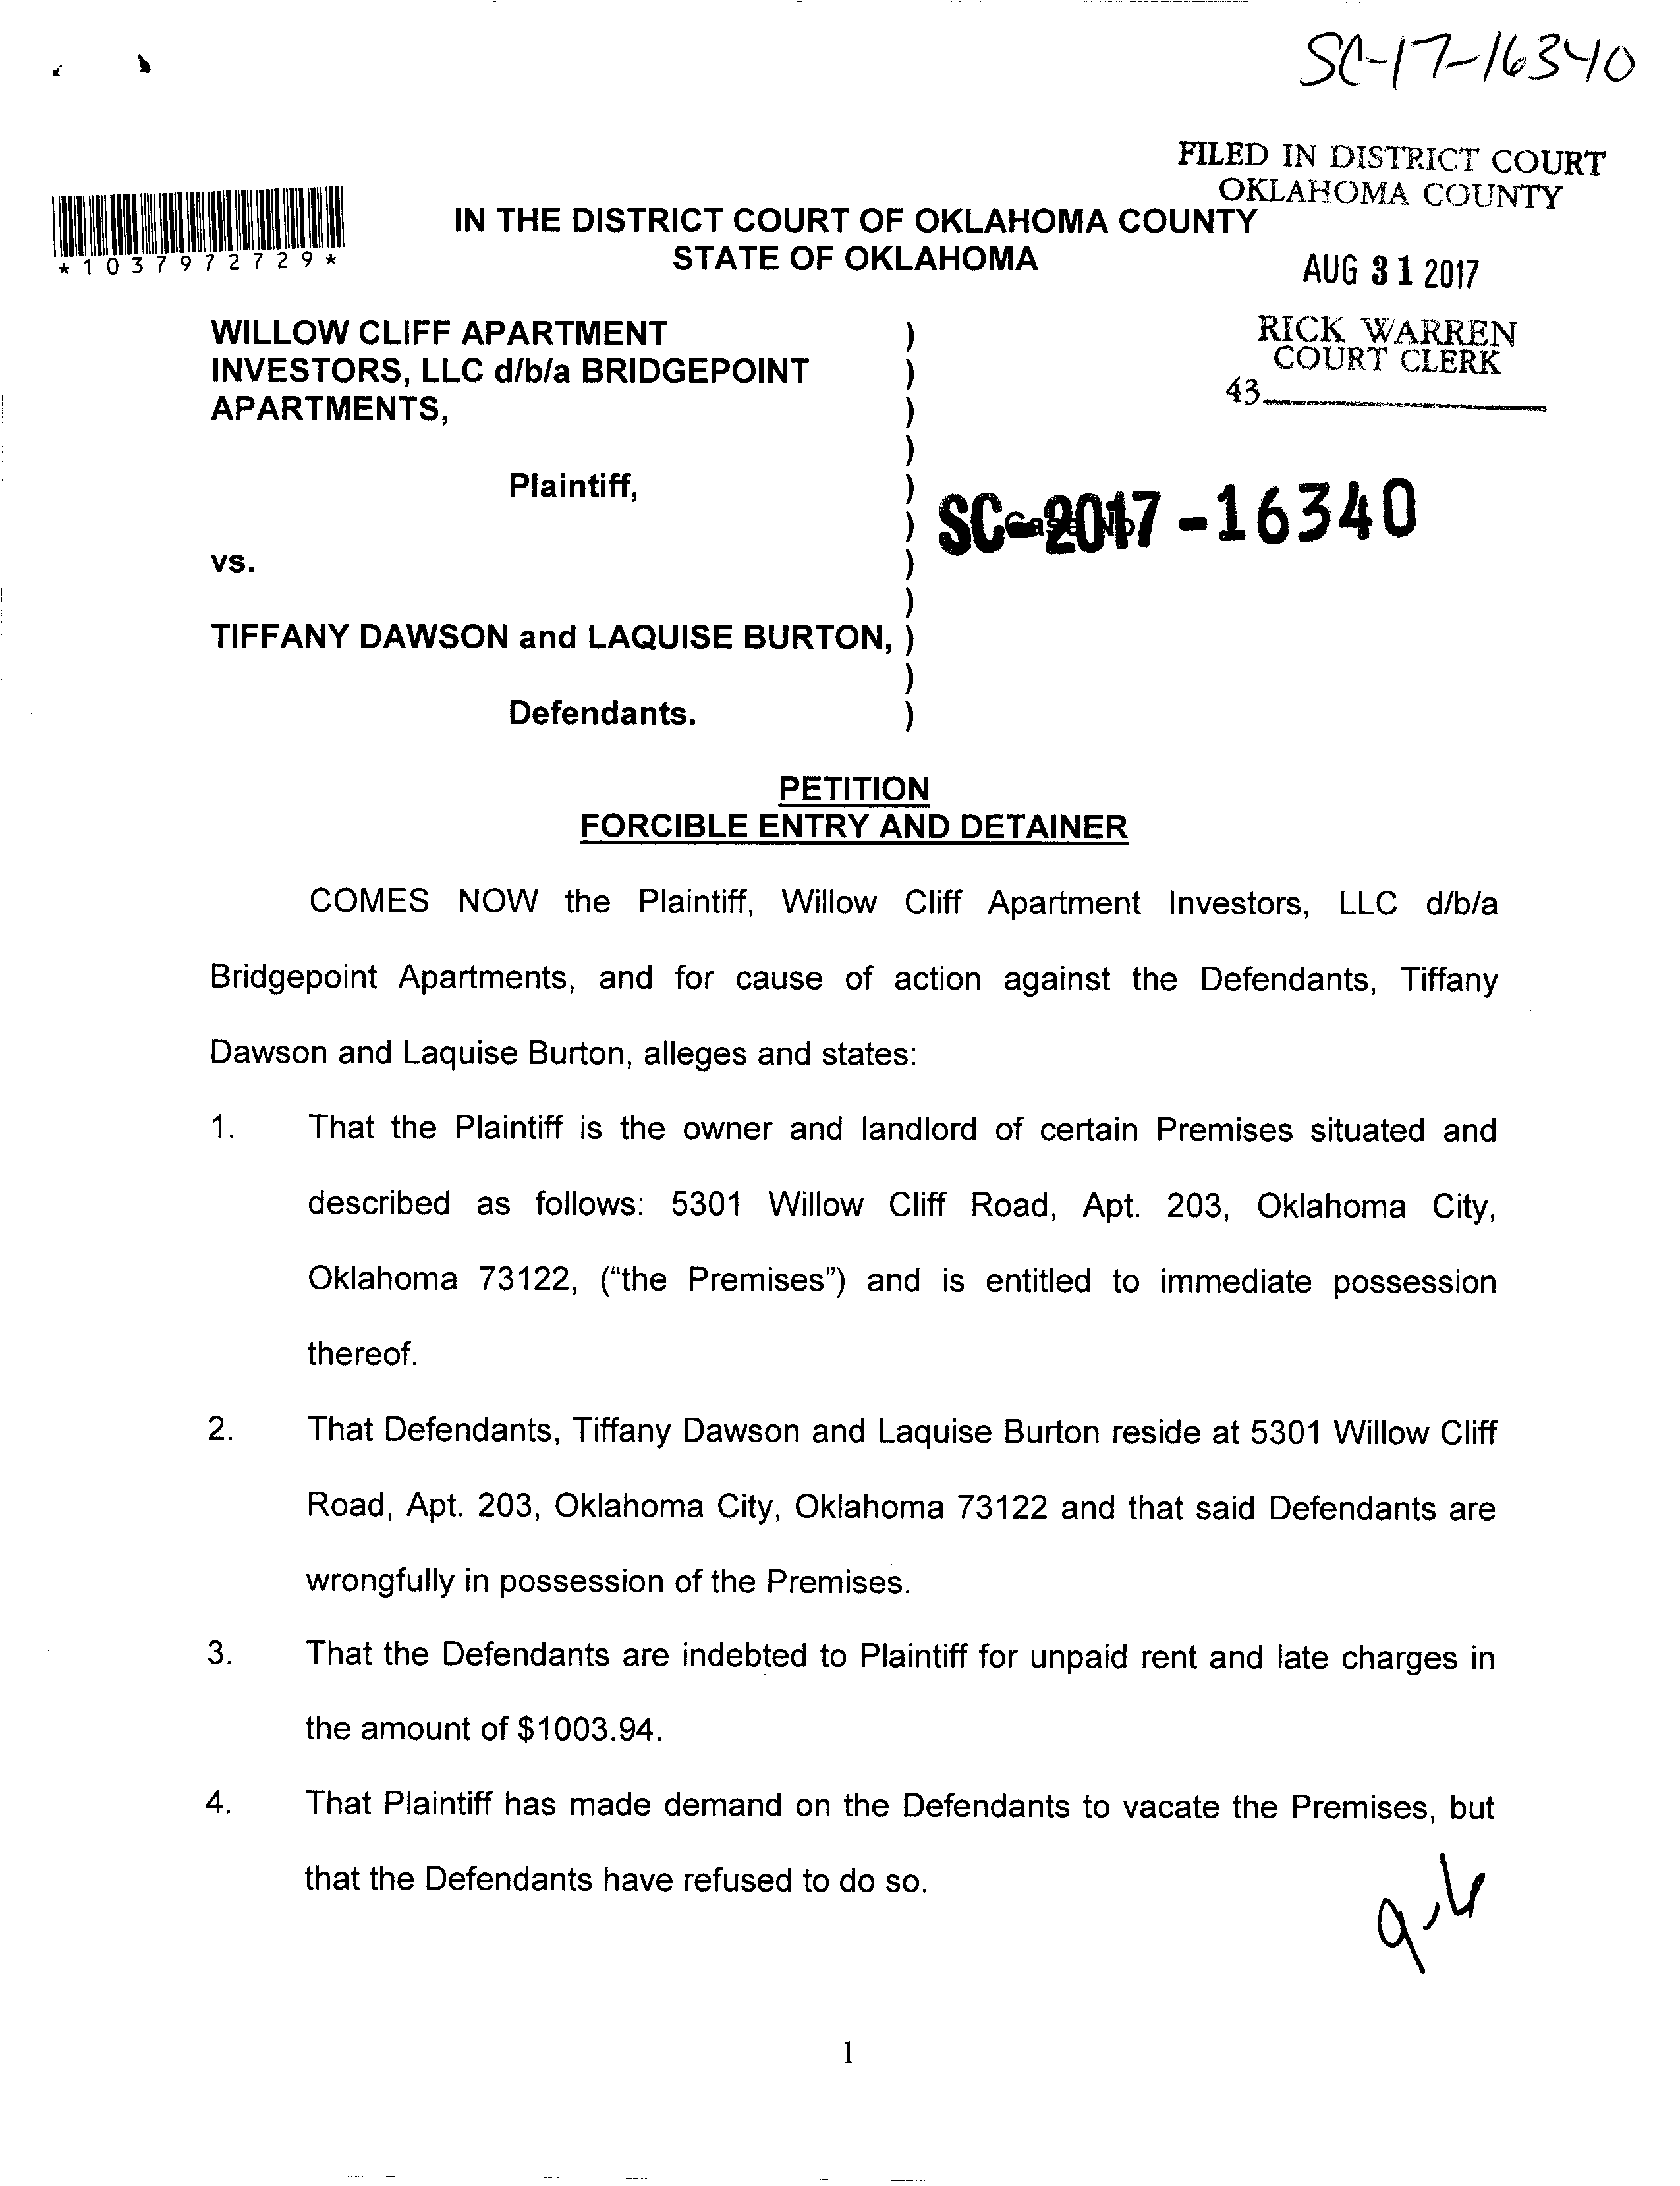 SC-17-16340
FILED IN DISTRICT COURT
OKLAHOMA COUNTY
*1037972729*
IN THE DISTRICT COURT OF OKLAHOMA COUNTY
STATE OF OKLAHOMA
AUG 31 2017
RICK WARREN
COURT CLERK
43
WILLOW CLIFF APARTMENT )
INVESTORS, LLC d/b/a BRIDGEPOINT )
APARTMENTS, )
)
Plaintiff, )
) Case No.
SC-2017-16340
vs. )
)
TIFFANY DAWSON and LAQUISE BURTON, )
)
Defendants. )
PETITION
FORCIBLE ENTRY AND DETAINER
COMES NOW the Plaintiff, Willow Cliff Apartment Investors, LLC d/b/a
Bridgepoint Apartments, and for cause of action against the Defendants, Tiffany
Dawson and Laquise Burton, alleges and states:
1. That the Plaintiff is the owner and landlord of certain Premises situated and
described as follows: 5301 Willow Cliff Road, Apt. 203, Oklahoma City,
Oklahoma 73122, (“the Premises”) and is entitled to immediate possession
thereof.
2. That Defendants, Tiffany Dawson and Laquise Burton reside at 5301 Willow Cliff
Road, Apt. 203, Oklahoma City, Oklahoma 73122 and that said Defendants are
wrongfully in possession of the Premises.
3. That the Defendants are indebted to Plaintiff for unpaid rent and late charges in
the amount of $1003.94.
4. That Plaintiff has made demand on the Defendants to vacate the Premises, but
that the Defendants have refused to do so.
1